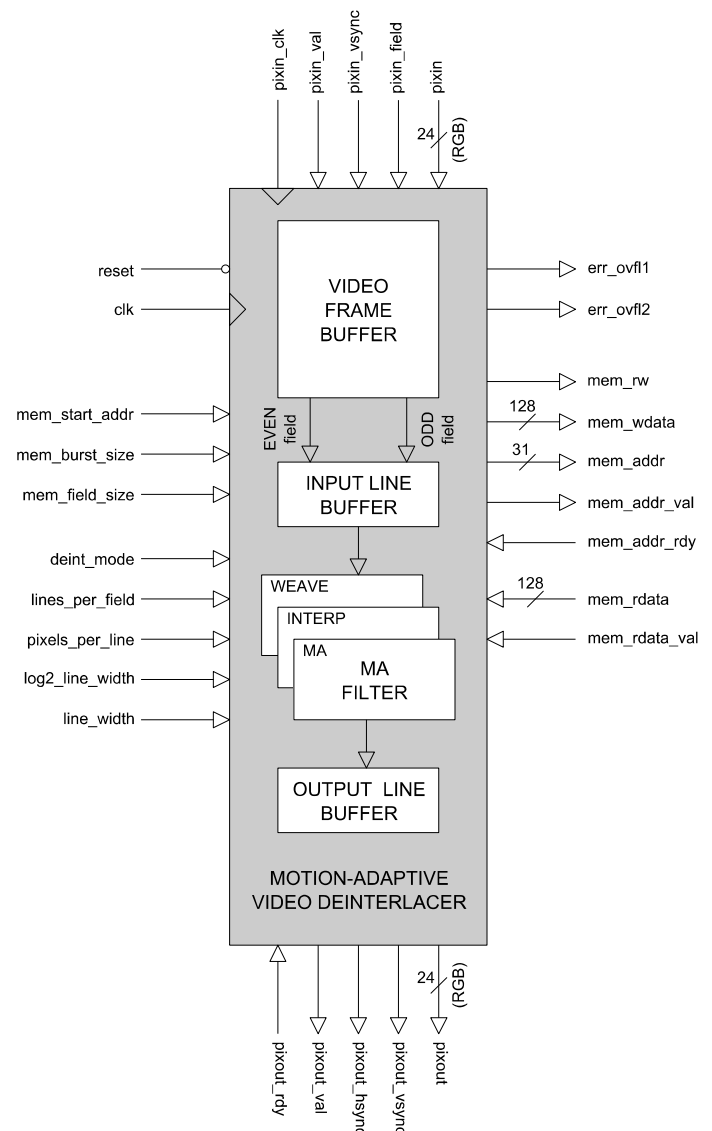 pixin_clk
pixin_val
pixin_vsync
pixin_field
pixin
24
(RGB)
reset
clk
mem_start_addr
mem_burst_size
mem_field_size
deint_mode
lines_per_field
pixels_per_line
log2_line_width
line_width
VIDEO
FRAME
BUFFER
EVEN
field
ODD
field
INPUT LINE
BUFFER
WEAVE
INTERP
MA
MA
FILTER
OUTPUT LINE
BUFFER
MOTION-ADAPTIVE
VIDEO DEINTERLACER
err_ovfl1
err_ovfl2
mem_rw
128
mem_wdata
31
mem_addr
mem_addr_val
mem_addr_rdy
128
mem_rdata
mem_rdata_val
pixout_rdy
pixout_val
pixout_hsync
pixout_vsync
24
(RGB)
pixout